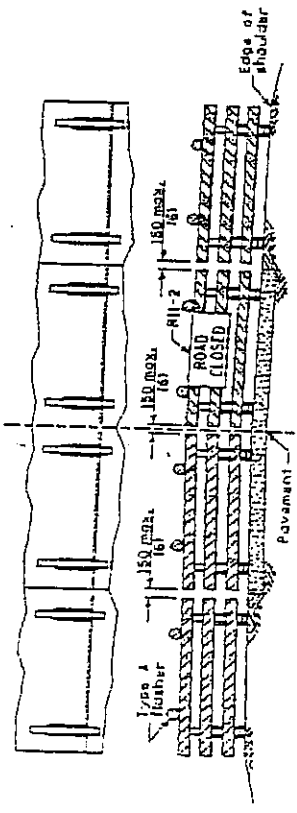 Type A
flasher
150 max.
(6)
150 max.
(6)
R11-2
ROAD
CLOSED
150 max.
(6)
Edge of
shoulder
Pavement